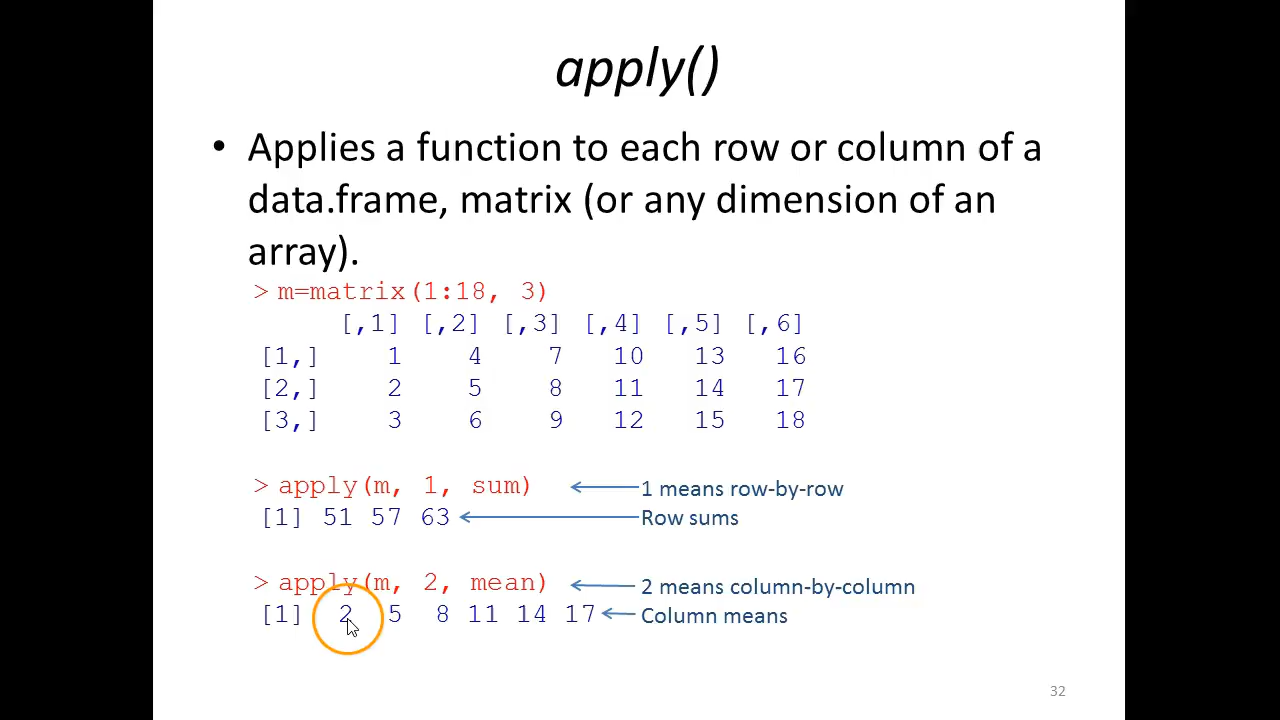 apply()
• Applies a function to each row or column of a
data.frame, matrix (or any dimension of an
array).
> m=matrix(1:18, 3)
[,1] [,2] [,3] [,4] [,5] [,6]
[1,] 1 4 7 10 13 16
[2,] 2 5 8 11 14 17
[3,] 3 6 9 12 15 18
> apply(m, 1, sum) 1 means row-by-row
[1] 51 57 63 Row sums
> apply(m, 2, mean) 2 means column-by-column
[1] 2 5 8 11 14 17 Column means
32